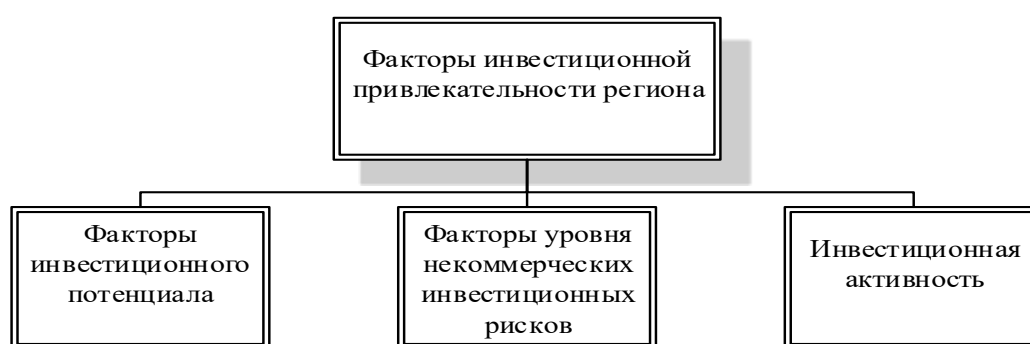 Факторы инвестиционной
привлекательности региона
Факторы
инвестиционного
потенциала
Факторы уровня
некоммерческих
инвестиционных
рисков
Инвестиционная
активность